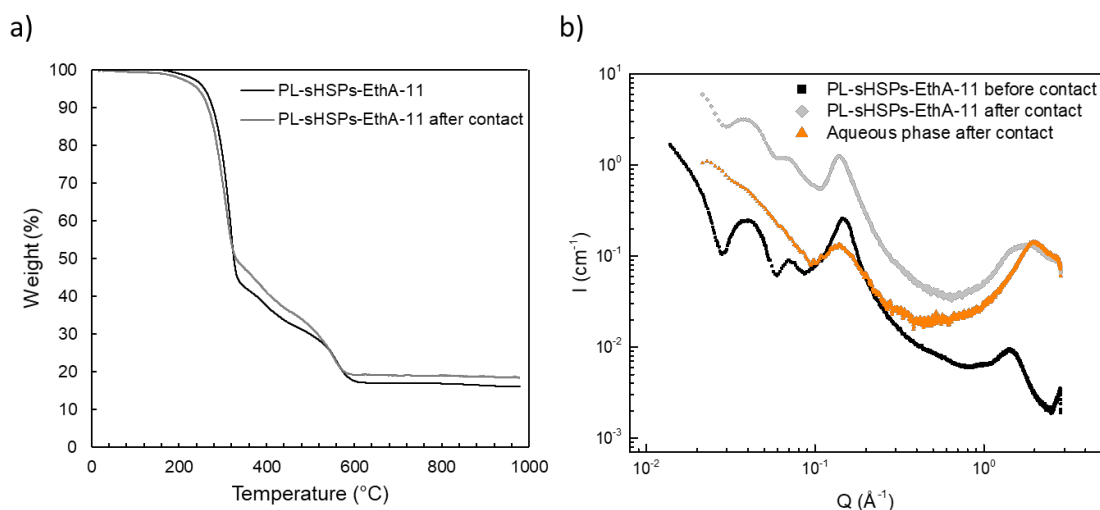 a)
100
90
80
70
60
50
40
30
20
10
0
Weight (%)
PL-sHSPs-EthA-11
PL-sHSPs-EthA-11 after contact
0 200 400 600 800 1000
Temperature (°C)
b)
10¹
10⁰
10⁻¹
10⁻²
10⁻³
I (cm⁻¹)
PL-sHSPs-EthA-11 before contact
PL-sHSPs-EthA-11 after contact
Aqueous phase after contact
10⁻² 10⁻¹ 10⁰
Q (Å⁻¹)